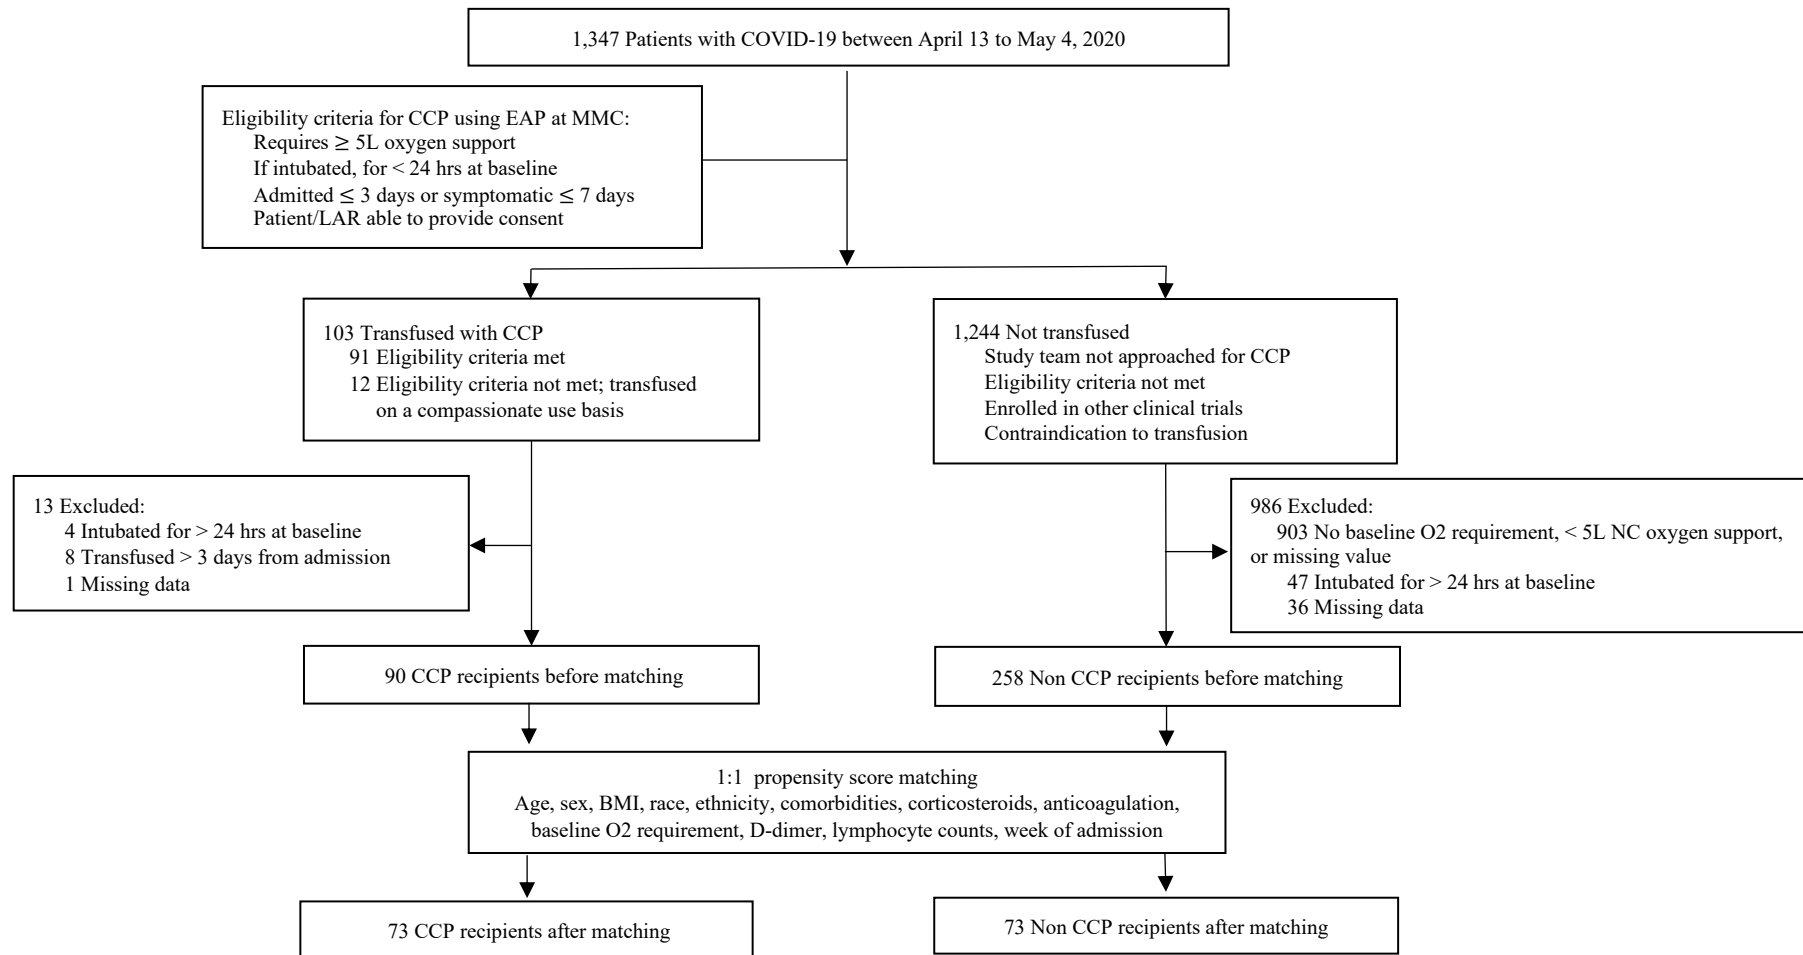 1,347 Patients with COVID-19 between April 13 to May 4, 2020
Eligibility criteria for CCP using EAP at MMC:
Requires ≥ 5L oxygen support
If intubated, for < 24 hrs at baseline
Admitted ≤ 3 days or symptomatic ≤ 7 days
Patient/LAR able to provide consent
103 Transfused with CCP
91 Eligibility criteria met
12 Eligibility criteria not met; transfused
on a compassionate use basis
1,244 Not transfused
Study team not approached for CCP
Eligibility criteria not met
Enrolled in other clinical trials
Contraindication to transfusion
13 Excluded:
4 Intubated for > 24 hrs at baseline
8 Transfused > 3 days from admission
1 Missing data
986 Excluded:
903 No baseline O2 requirement, < 5L NC oxygen support,
or missing value
47 Intubated for > 24 hrs at baseline
36 Missing data
90 CCP recipients before matching
258 Non CCP recipients before matching
1:1 propensity score matching
Age, sex, BMI, race, ethnicity, comorbidities, corticosteroids, anticoagulation,
baseline O2 requirement, D-dimer, lymphocyte counts, week of admission
73 CCP recipients after matching
73 Non CCP recipients after matching